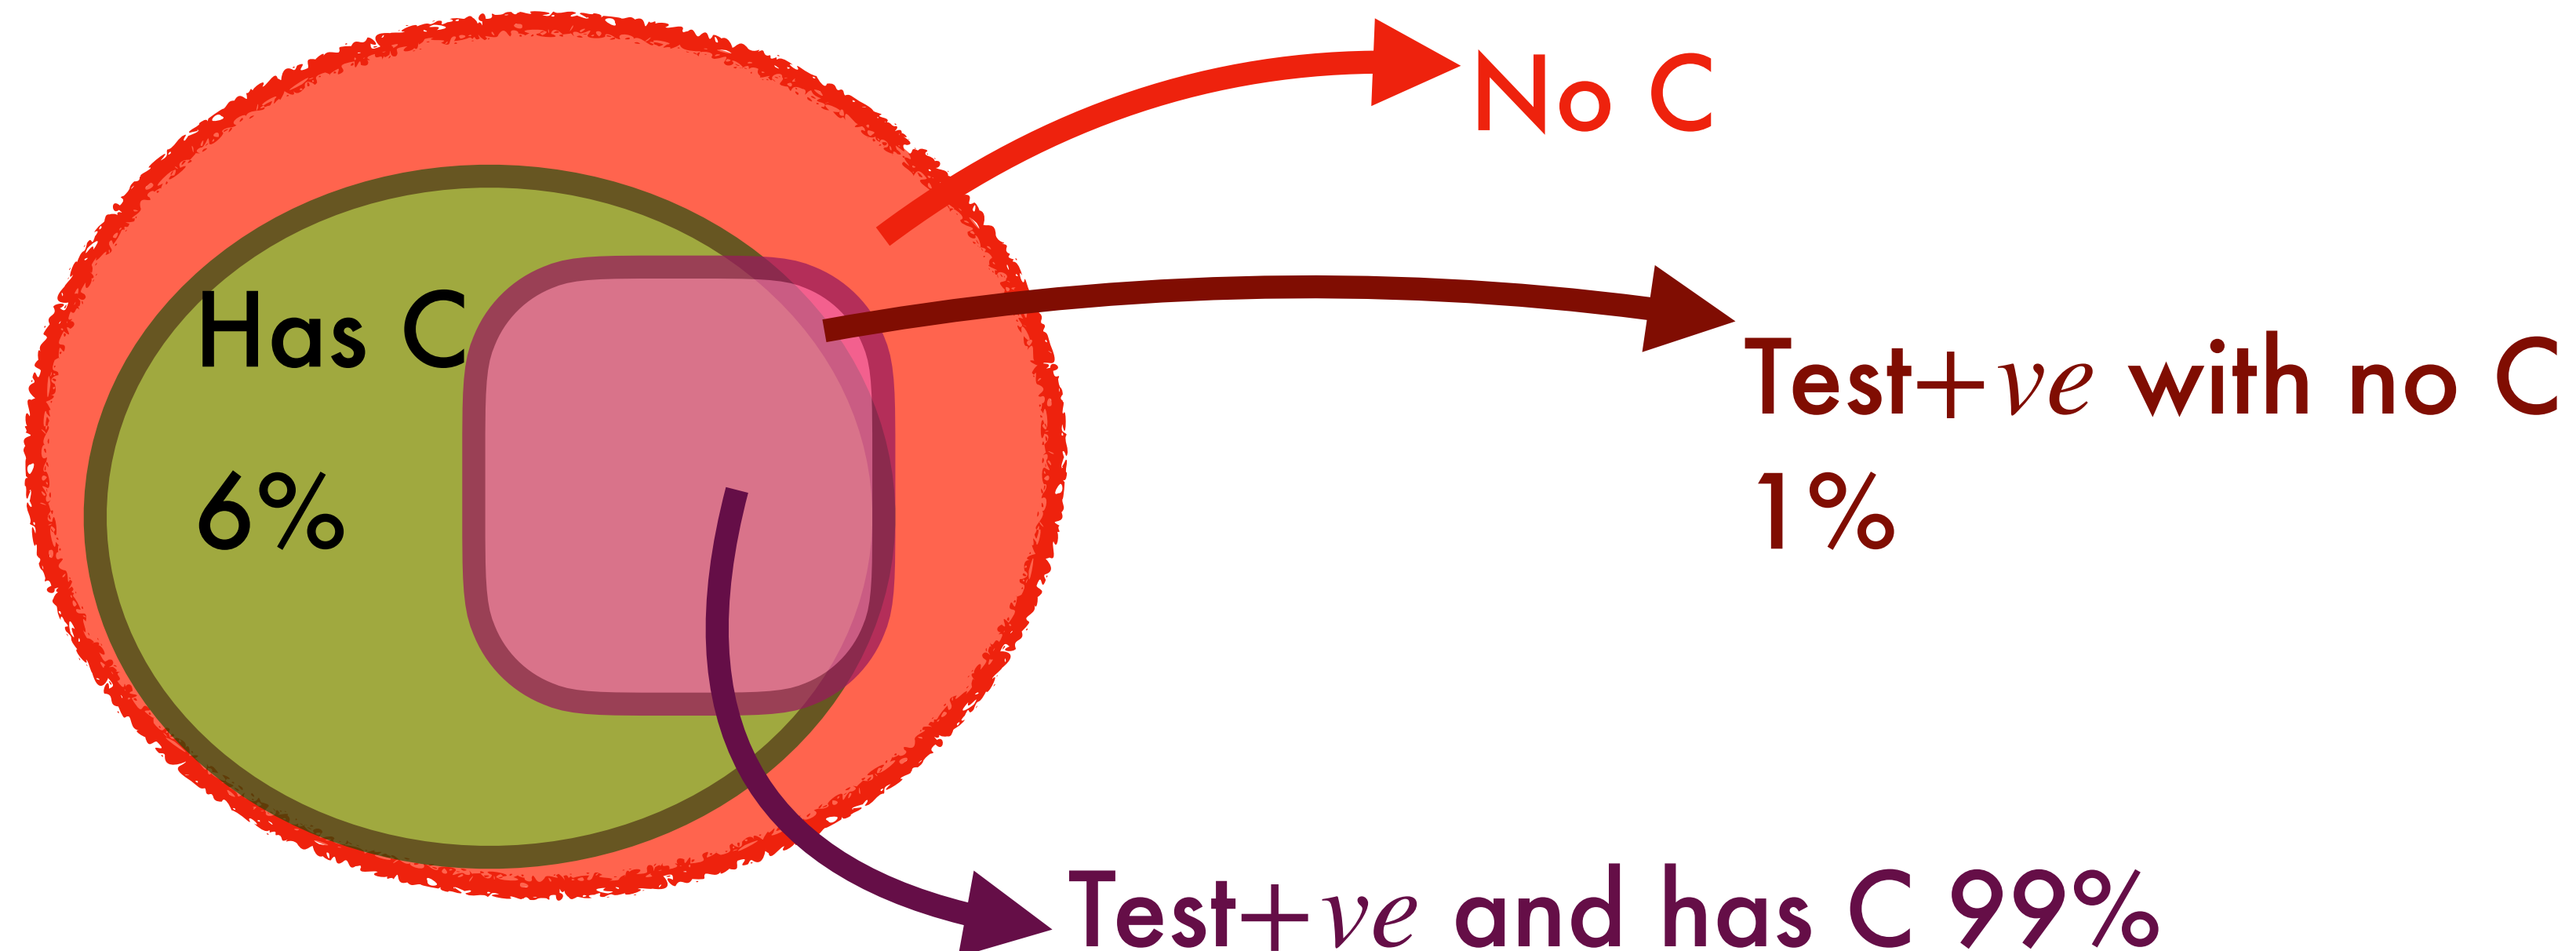 No C
Has C
Test+ve with no C
6%
1%
Test+ve and has C 99%